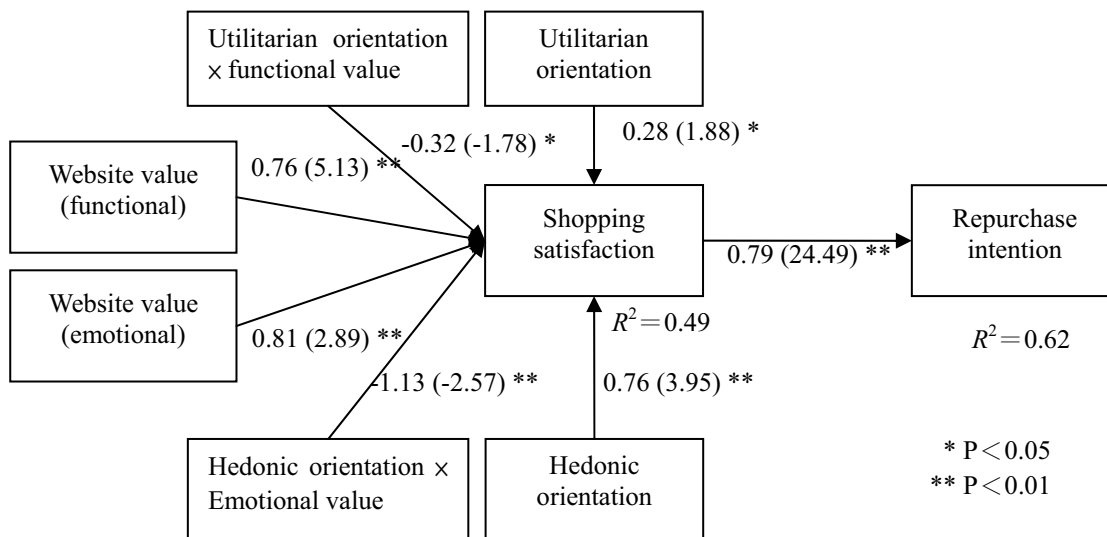 Utilitarian orientation
× functional value
Utilitarian
orientation
-0.32 (-1.78) *
0.28 (1.88) *
0.76 (5.13) **
Website value
(functional)
Shopping
satisfaction
Repurchase
intention
0.79 (24.49) **
Website value
(emotional)
0.81 (2.89) **
R²=0.49
R²=0.62
-1.13 (-2.57) **
0.76 (3.95) **
Hedonic orientation ×
Emotional value
Hedonic
orientation
* P<0.05
** P<0.01